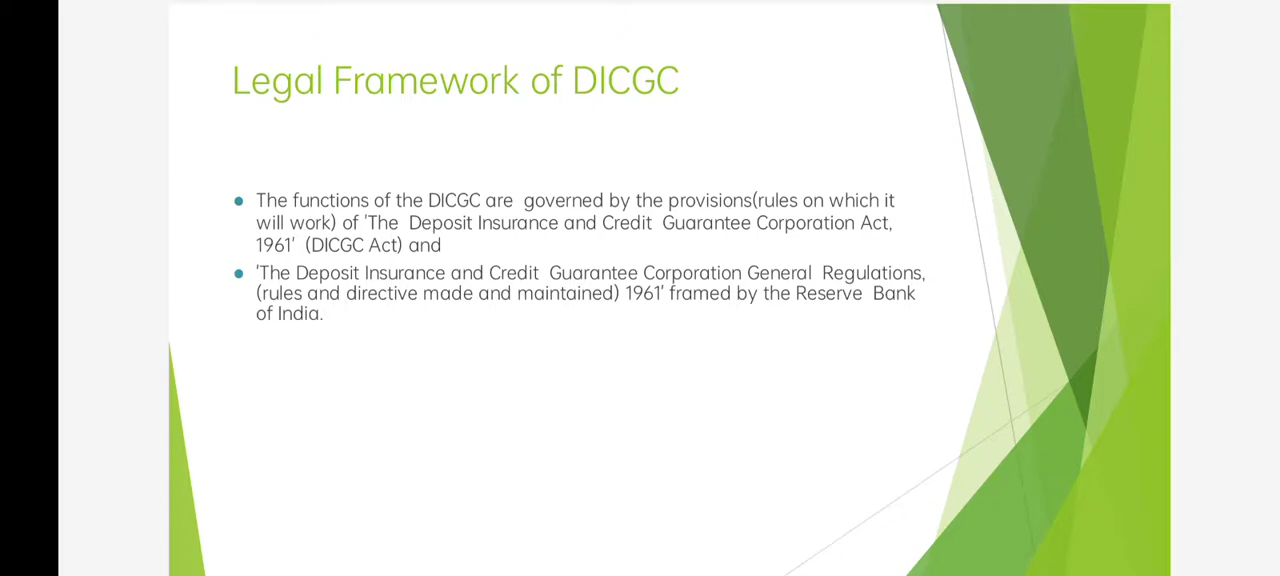 Legal Framework of DICGC
● The functions of the DICGC are governed by the provisions(rules on which it
will work) of 'The Deposit Insurance and Credit Guarantee Corporation Act,
1961' (DICGC Act) and
● 'The Deposit Insurance and Credit Guarantee Corporation General Regulations,
(rules and directive made and maintained) 1961' framed by the Reserve Bank
of India.